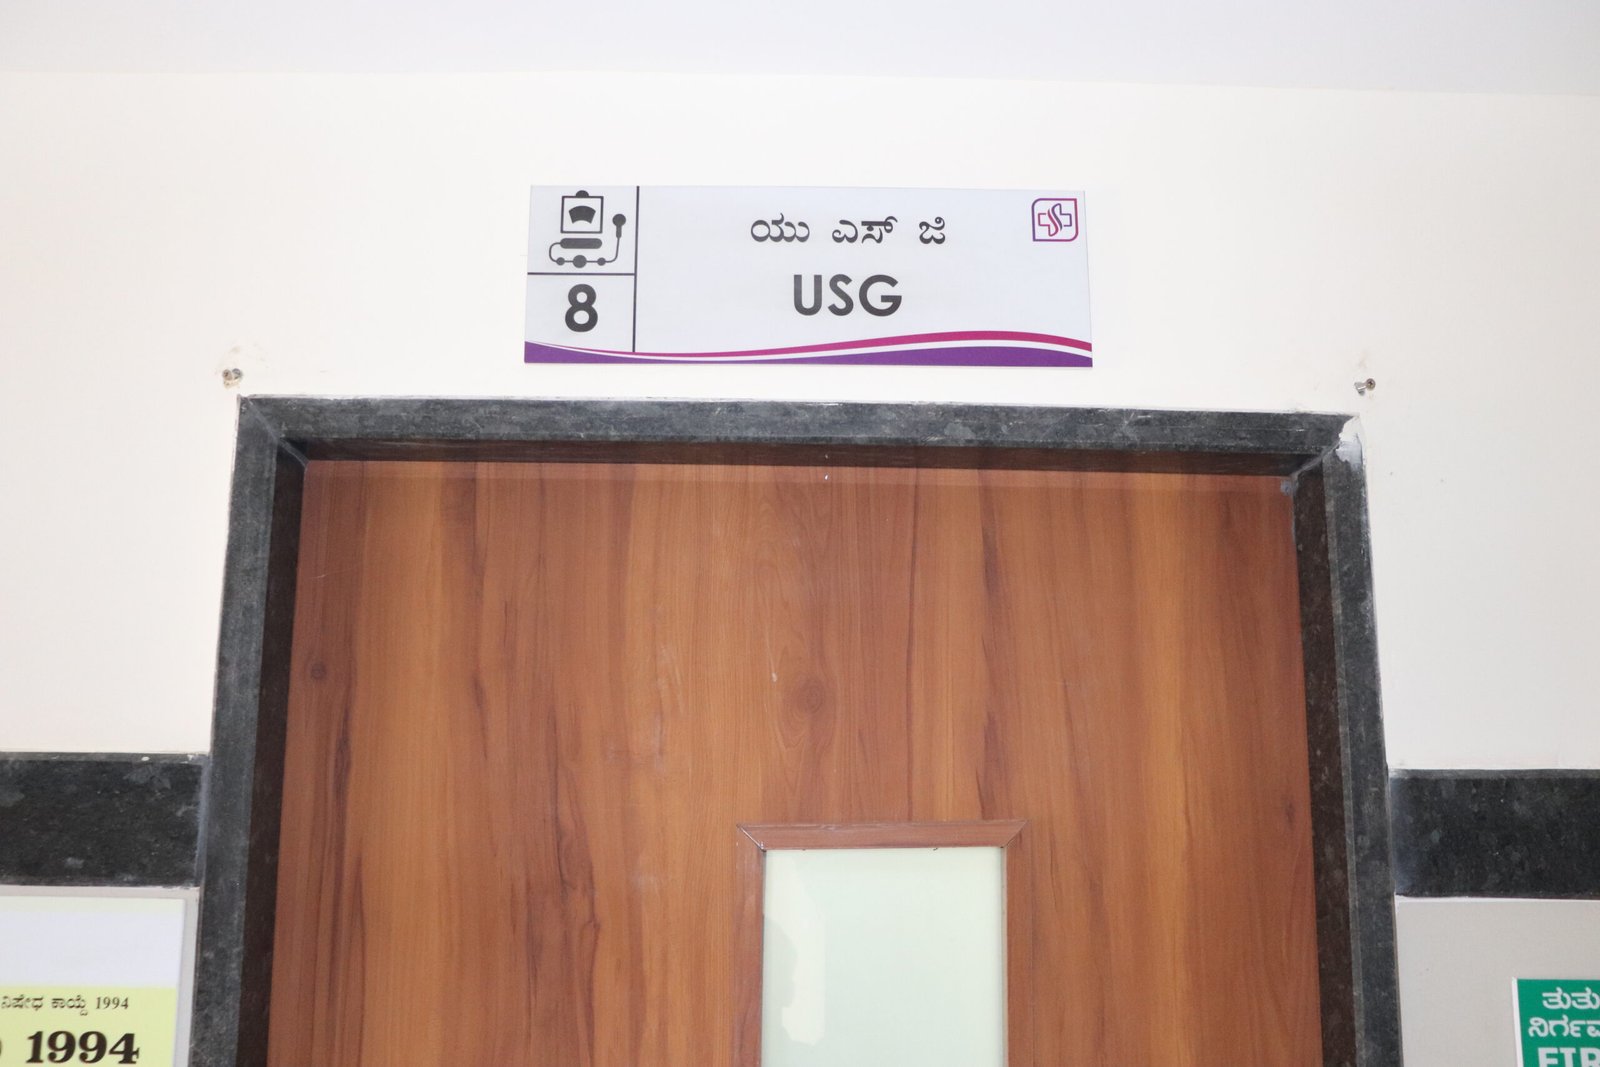 ಯು ಎಸ್ ಜಿ
USG
8
ನಿಷೇಧ ಕಾಯ್ದೆ 1994
1994
ತುರ್ತು